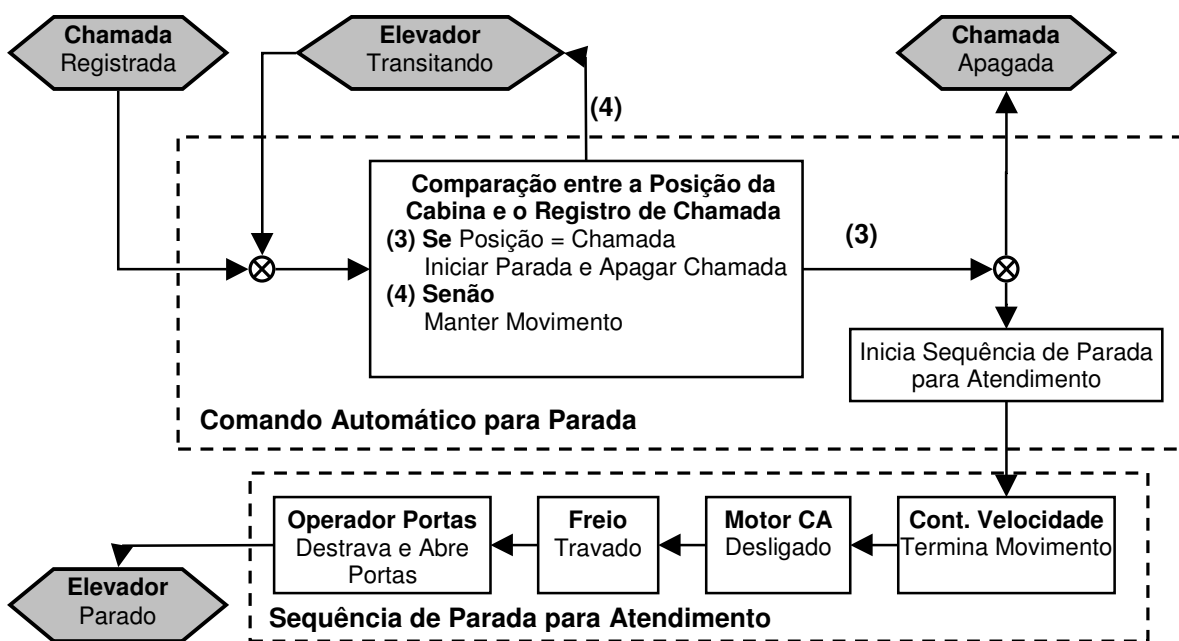 Chamada
Registrada
Elevador
Transitando
Chamada
Apagada
(4)
Comparação entre a Posição da
Cabina e o Registro de Chamada
(3) Se Posição = Chamada
Iniciar Parada e Apagar Chamada
(4) Senão
Manter Movimento
(3)
Inicia Sequência de Parada
para Atendimento
Comando Automático para Parada
Operador Portas
Destrava e Abre
Portas
Freio
Travado
Motor CA
Desligado
Cont. Velocidade
Termina Movimento
Elevador
Parado
Sequência de Parada para Atendimento